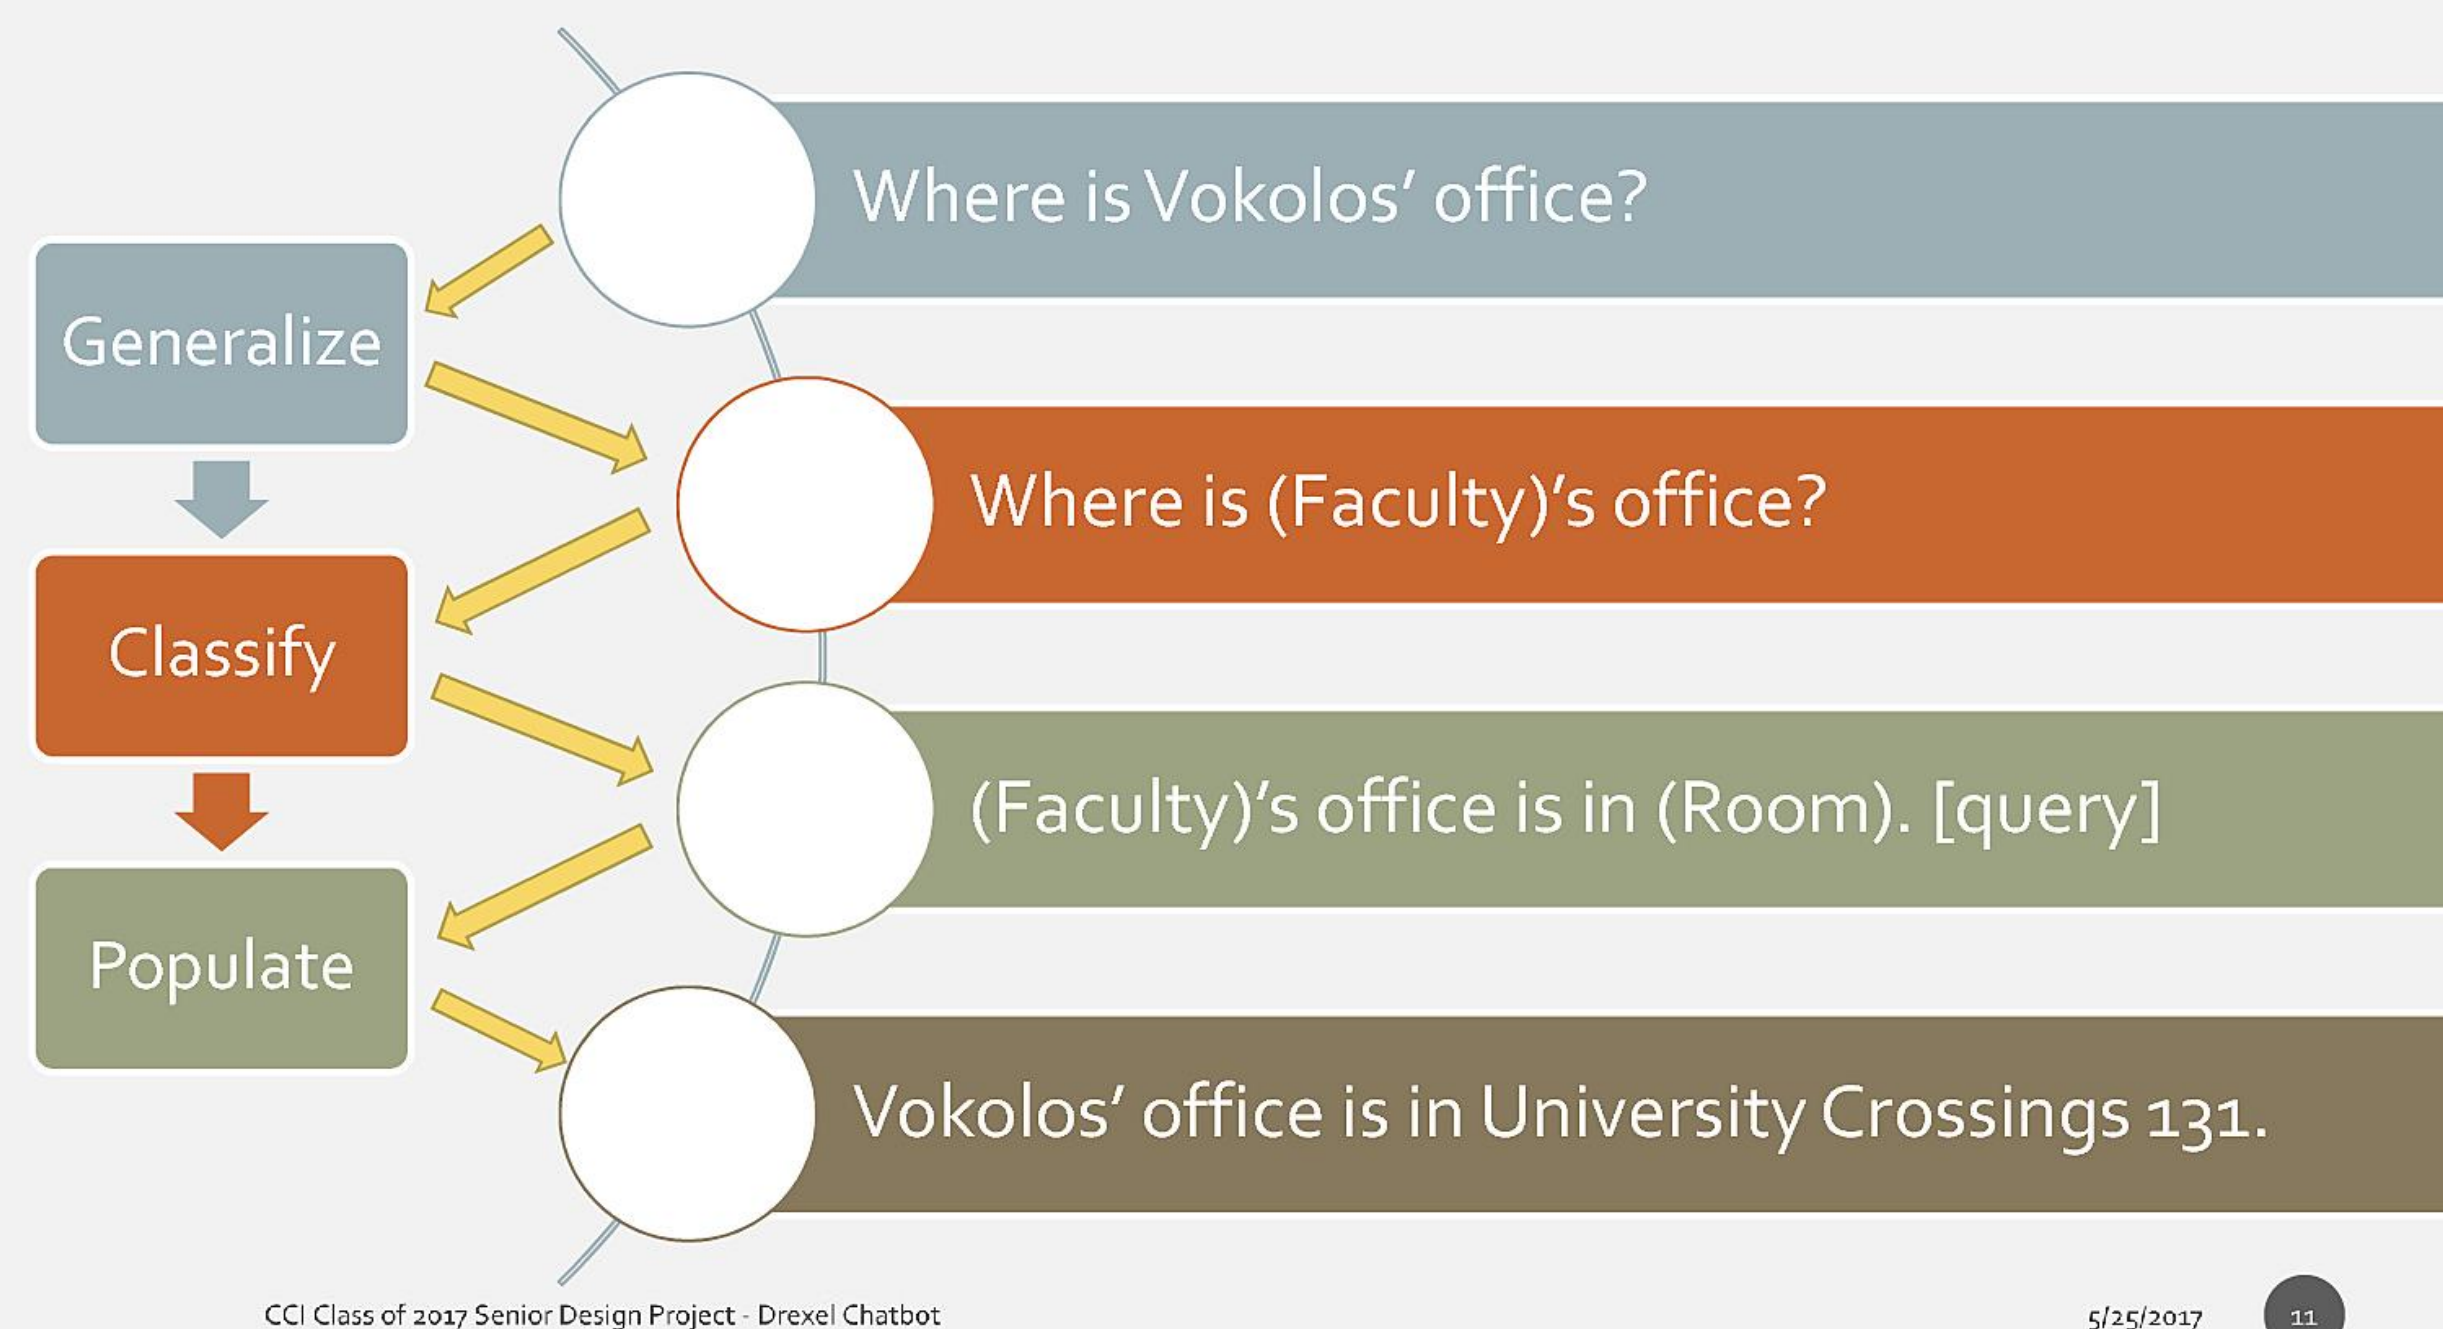 Where is Vokolos’ office?
Generalize
Where is (Faculty)’s office?
Classify
(Faculty)’s office is in (Room). [query]
Populate
Vokolos’ office is in University Crossings 131.
CCI Class of 2017 Senior Design Project - Drexel Chatbot
5/25/2017
11